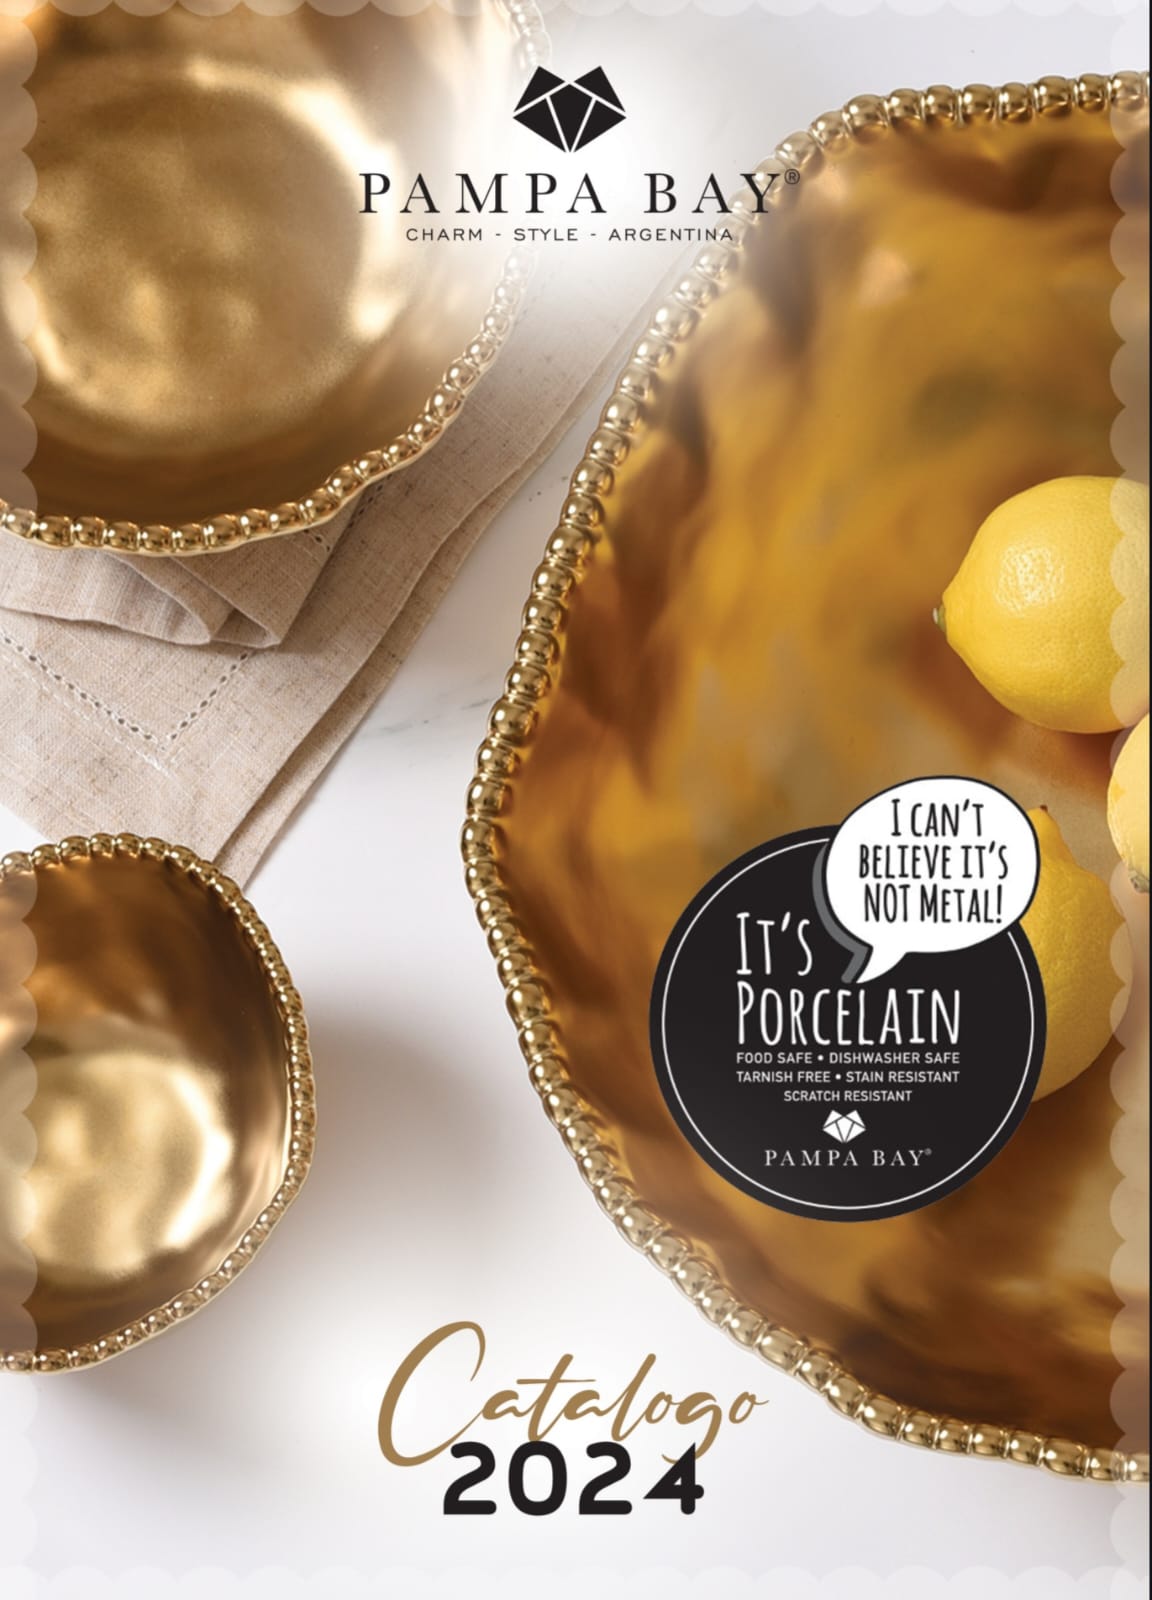 PAMPA BAY®
CHARM - STYLE - ARGENTINA
I CAN'T
BELIEVE IT'S
NOT METAL!
IT'S
PORCELAIN
FOOD SAFE • DISHWASHER SAFE
TARNISH FREE • STAIN RESISTANT
SCRATCH RESISTANT
PAMPA BAY®
Catalogo
2024